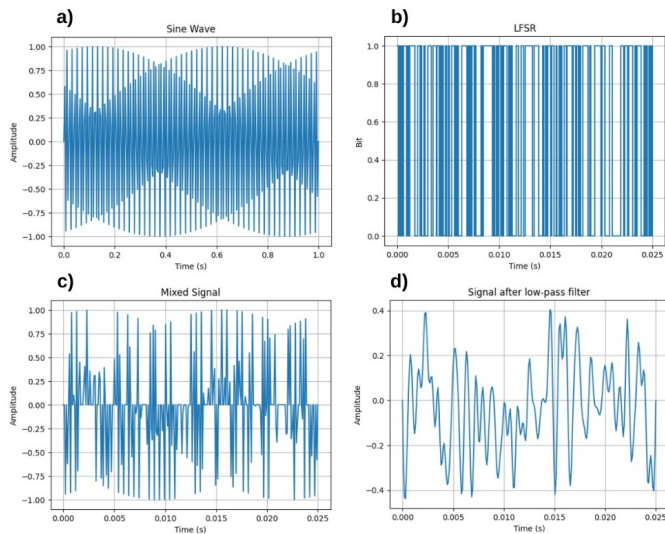 a)
Sine Wave
1.00
0.75
0.50
0.25
0.00
−0.25
−0.50
−0.75
−1.00
Amplitude
0.0 0.2 0.4 0.6 0.8 1.0
Time (s)
b)
LFSR
1.0
0.8
0.6
0.4
0.2
0.0
Bit
0.000 0.005 0.010 0.015 0.020 0.025
Time (s)
c)
Mixed Signal
1.00
0.75
0.50
0.25
0.00
−0.25
−0.50
−0.75
−1.00
Amplitude
0.000 0.005 0.010 0.015 0.020 0.025
Time (s)
d)
Signal after low-pass filter
0.4
0.2
0.0
−0.2
−0.4
Amplitude
0.000 0.005 0.010 0.015 0.020 0.025
Time (s)